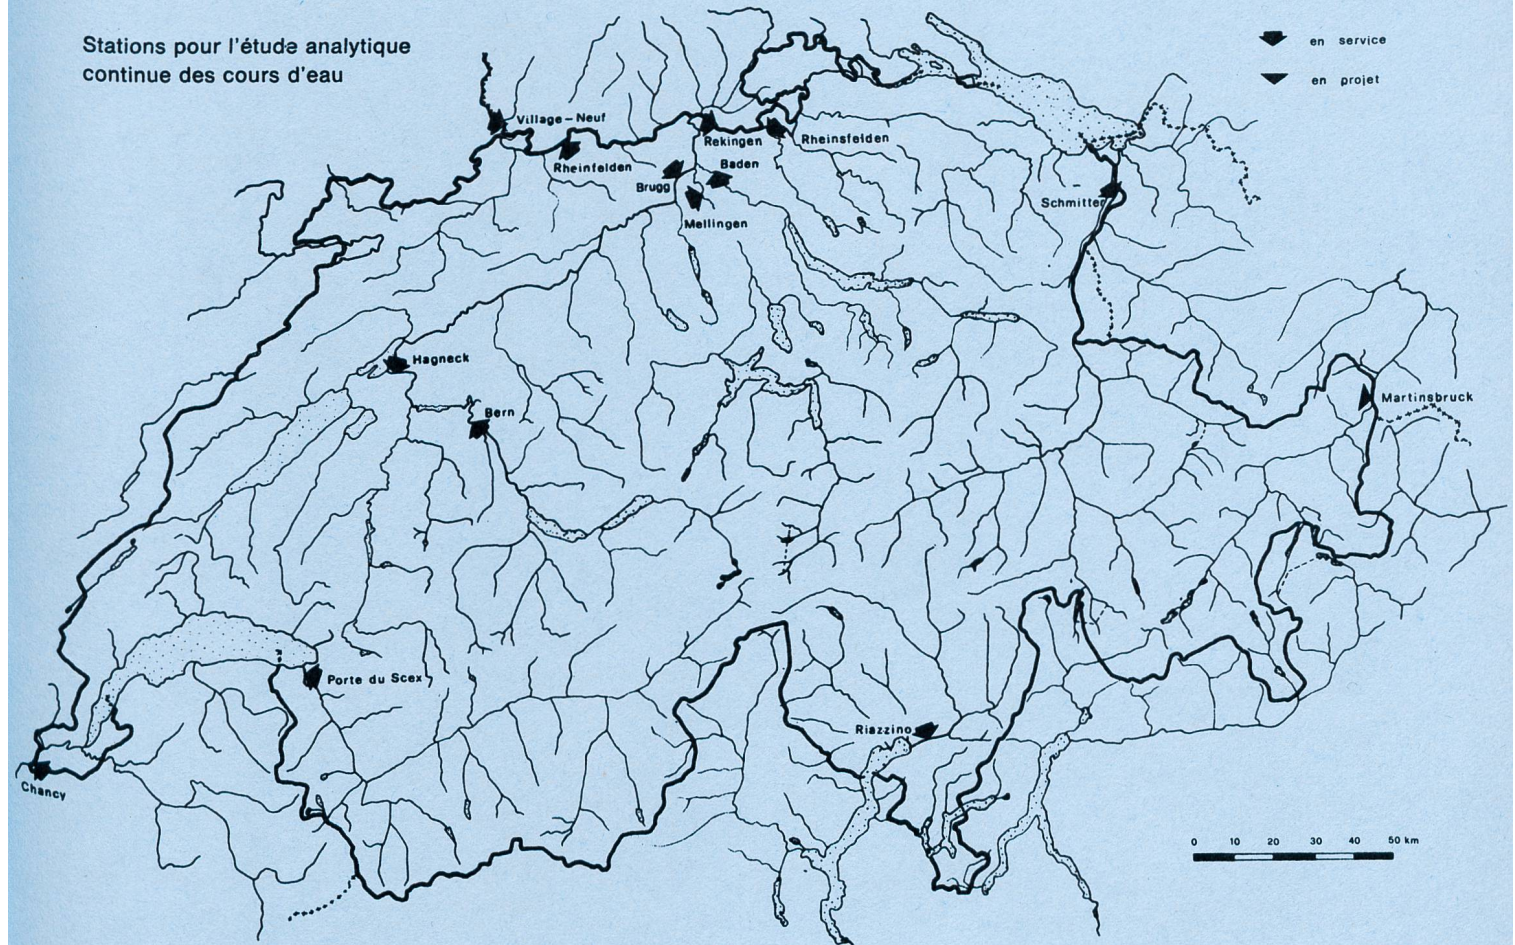 Stations pour l'étude analytique
continue des cours d'eau
en service
en projet
Village-Neuf
Rekingen
Rheinsfelden
Rheinfelden
Baden
Brugg
Schmitter
Mellingen
Hagneck
Martinsbruck
Bern
Porte du Scex
Riazzino
Chancy
0 10 20 30 40 50 km